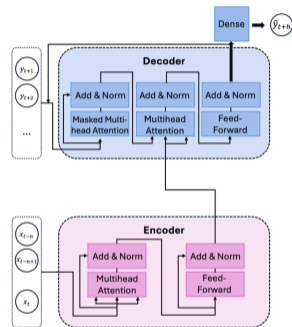 Dense
ŷₜ₊ₕ
Decoder
yₜ₊₁
yₜ₊₂
...
Add & Norm
Add & Norm
Add & Norm
Masked Multi-
head Attention
Multihead
Attention
Feed-
Forward
Encoder
xₜ₋ₙ
xₜ₋ₙ₊₁
xₜ
Add & Norm
Add & Norm
Multihead
Attention
Feed-
Forward